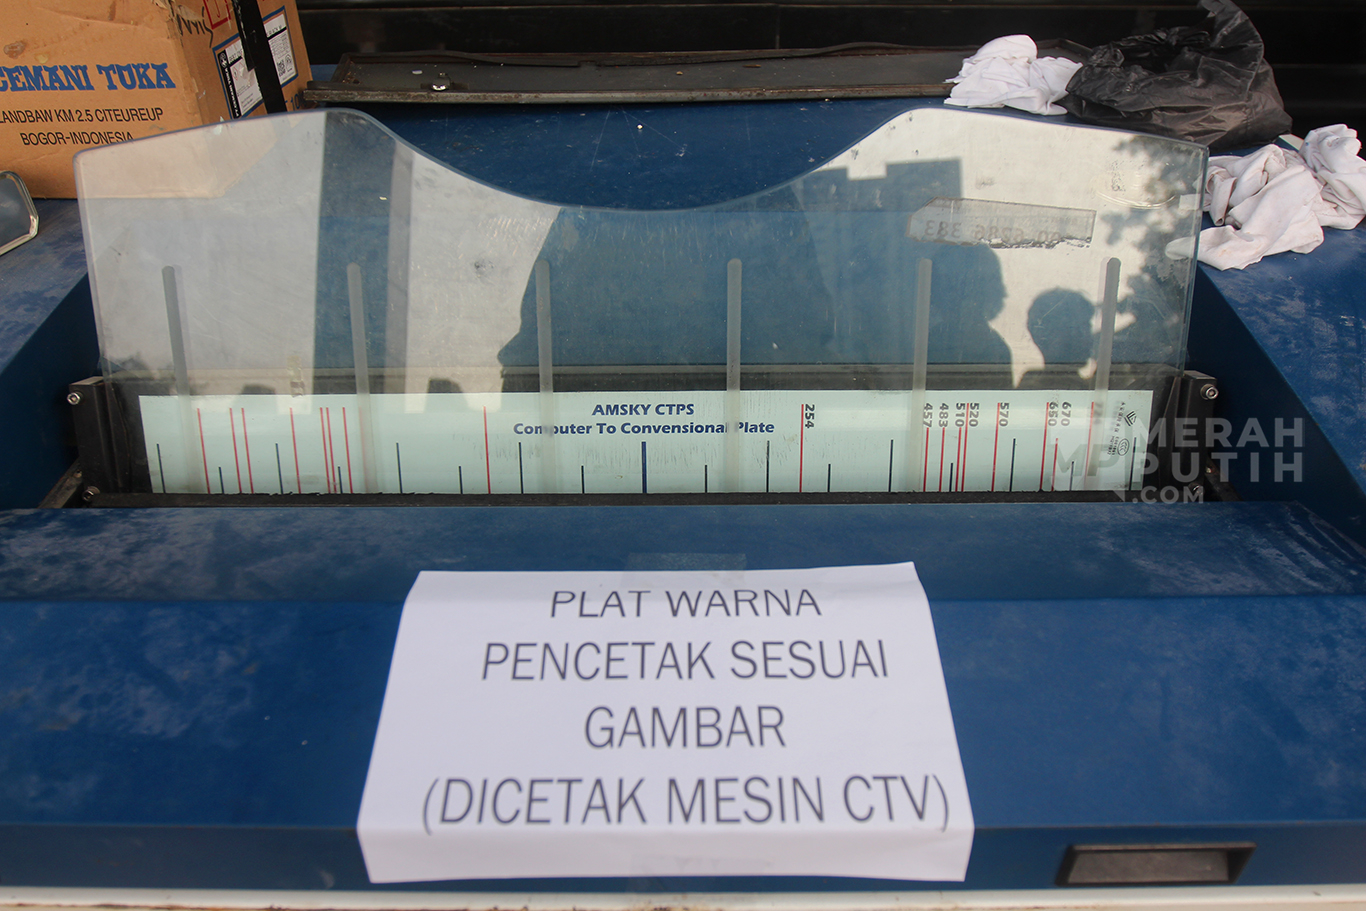 CEMANI TOKA
LANDBAW KM 2.5 CITEUREUP
BOGOR-INDONESIA
AMSKY CTPS
Computer To Convensional Plate
254
457
483
510
520
570
650
670
MERAH
PUTIH
.COM
PLAT WARNA
PENCETAK SESUAI
GAMBAR
(DICETAK MESIN CTV)